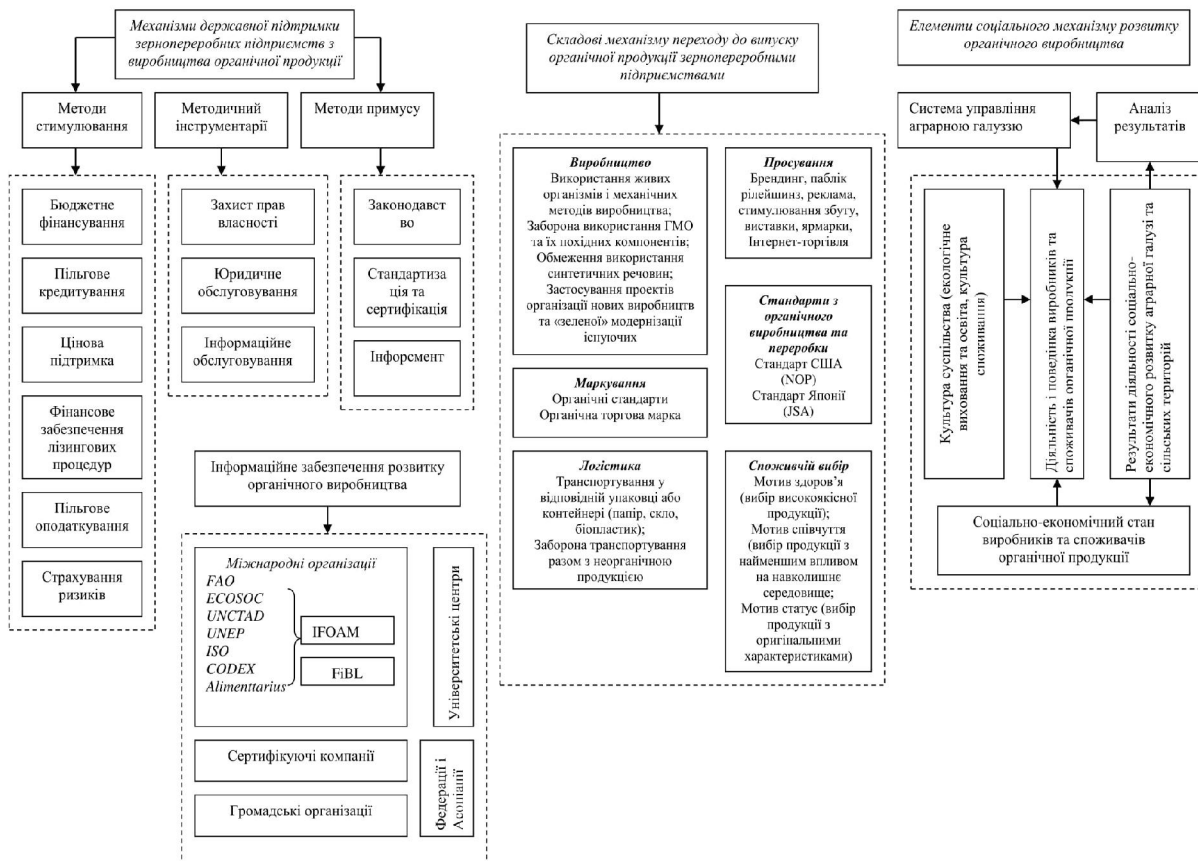 Механізми державної підтримки
зернопереробних підприємств з
виробництва органічної продукції
Методи
стимулювання
Методичний
інструментарії
Методи примусу
Бюджетне
фінансування
Пільгове
кредитування
Цінова
підтримка
Фінансове
забезпечення
лізингових
процедур
Пільгове
оподаткування
Страхування
ризиків
Захист прав
власності
Юридичне
обслуговування
Інформаційне
обслуговування
Законодавст
во
Стандартиза
ція та
сертифікація
Інфорсмент
Інформаційне забезпечення розвитку
органічного виробництва
Міжнародні організації
FAO
ECOSOC
UNCTAD
UNEP
ISO
CODEX
Alimenttarius
IFOAM
FiBL
Університетські центри
Сертифікуючі компанії
Громадські організації
Федерації і
Асоціації
Складові механізму переходу до випуску
органічної продукції зернопереробними
підприємствами
Виробництво
Використання живих
організмів і механічних
методів виробництва;
Заборона використання ГМО
та їх похідних компонентів;
Обмеження використання
синтетичних речовин;
Застосування проектів
організації нових виробництв
та «зеленої» модернізації
існуючих
Маркування
Органічні стандарти
Органічна торгова марка
Логістика
Транспортування у
відповідній упаковці або
контейнері (папір, скло,
біопластик);
Заборона транспортування
разом з неорганічною
продукцією
Просування
Брендинг, паблік
рілейшинз, реклама,
стимулювання збуту,
виставки, ярмарки,
Інтернет-торгівля
Стандарти з
органічного
виробництва та
переробки
Стандарт США
(NOP)
Стандарт Японії
(JSA)
Споживчій вибір
Мотив здоров’я
(вибір високоякісної
продукції);
Мотив співчуття
(вибір продукції з
найменшим впливом
на навколишнє
середовище;
Мотив статус (вибір
продукції з
оригінальними
характеристиками)
Елементи соціального механізму розвитку
органічного виробництва
Система управління
аграрною галуззю
Аналіз
результатів
Культура суспільства (екологічне
виховання та освіта, культура
споживання)
Діяльність і поведінка виробників та
споживачів органічної продукції
Результати діяльності соціально-
економічного розвитку аграрної галузі та
сільських територій
Соціально-економічний стан
виробників та споживачів
органічної продукції